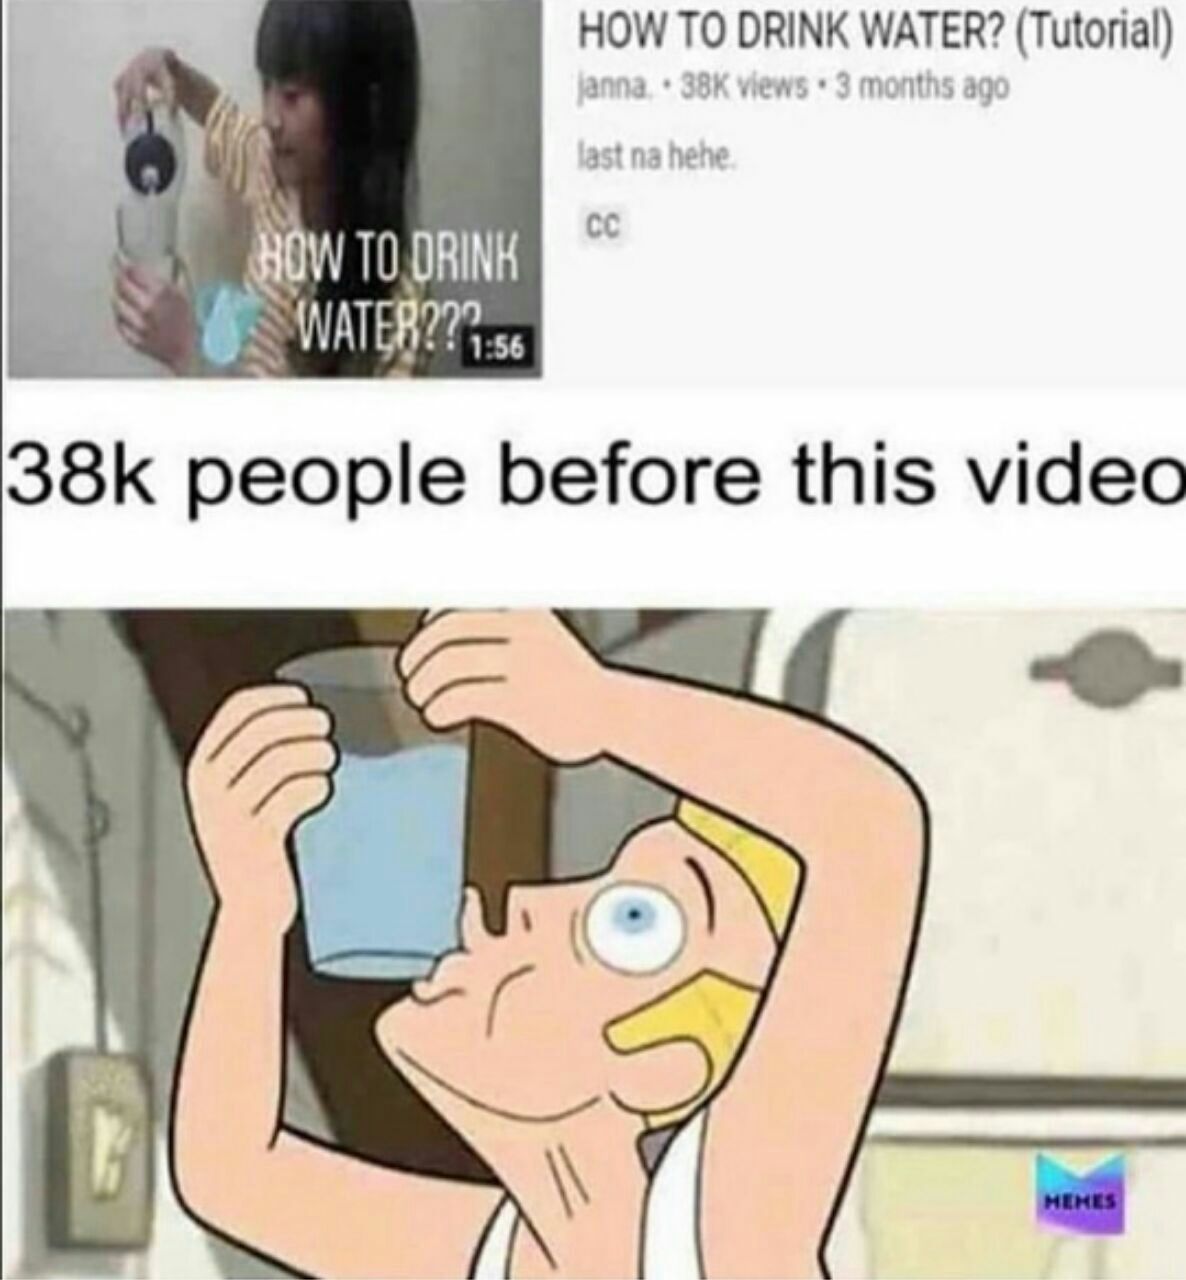 HOW TO DRINK WATER? (Tutorial)
janna. • 38K views • 3 months ago
last na hehe.
CC
HOW TO DRINK
WATER???
1:56
38k people before this video
MEMES